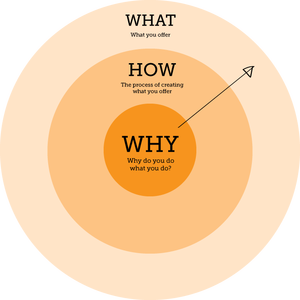 WHAT
What you offer
HOW
The process of creating
what you offer
WHY
Why do you do
what you do?